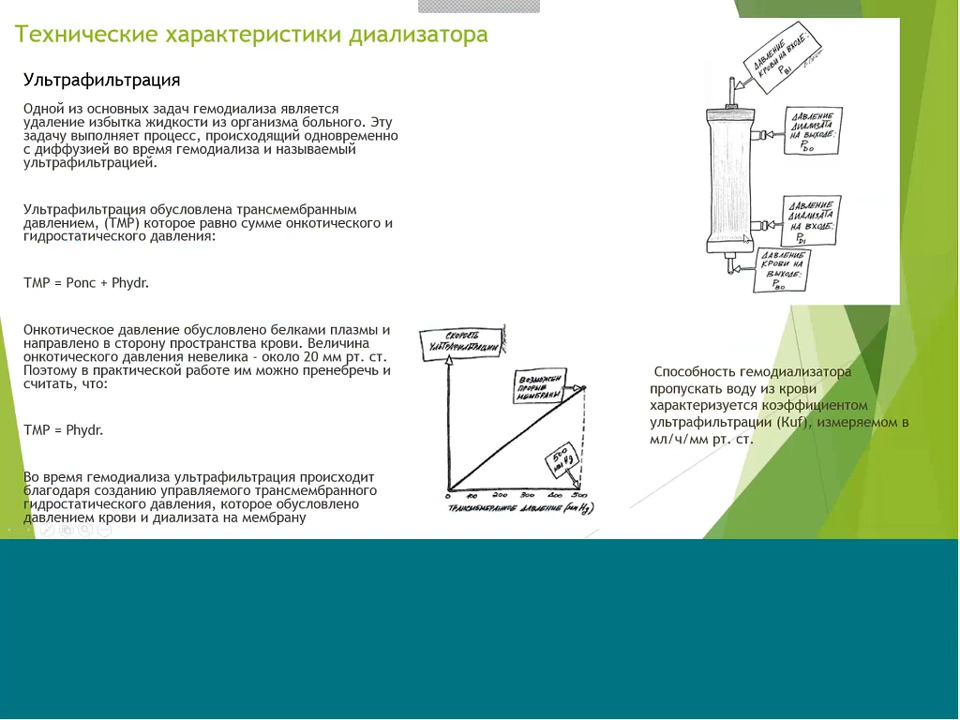 Технические характеристики диализатора
Ультрафильтрация
Одной из основных задач гемодиализа является
удаление избытка жидкости из организма больного. Эту
задачу выполняет процесс, происходящий одновременно
с диффузией во время гемодиализа и называемый
ультрафильтрацией.
Ультрафильтрация обусловлена трансмембранным
давлением, (TMP) которое равно сумме онкотического и
гидростатического давления:
TMP = Ponc + Phydr.
Онкотическое давление обусловлено белками плазмы и
направлено в сторону пространства крови. Величина
онкотического давления невелика - около 20 мм рт. ст.
Поэтому в практической работе им можно пренебречь и
считать, что:
TMP = Phydr.
Во время гемодиализа ультрафильтрация происходит
благодаря созданию управляемого трансмембранного
гидростатического давления, которое обусловлено
давлением крови и диализата на мембрану
СКОРОСТЬ
УЛЬТРАФИЛЬТРАЦИИ
ВОЗМОЖЕН
ПРОРЫВ
МЕМБРАНЫ
500
мм Hg
0 100 200 300 400 500
ТРАНСМЕМБРАННОЕ ДАВЛЕНИЕ (мм Hg)
ДАВЛЕНИЕ
КРОВИ НА ВХОДЕ:
PBI
ДАВЛЕНИЕ
ДИАЛИЗАТА
НА ВЫХОДЕ:
PDO
ДАВЛЕНИЕ
ДИАЛИЗАТА
НА ВХОДЕ:
PDI
ДАВЛЕНИЕ
КРОВИ НА
ВЫХОДЕ:
PBO
Способность гемодиализатора
пропускать воду из крови
характеризуется коэффициентом
ультрафильтрации (Kuf), измеряемом в
мл/ч/мм рт. ст.